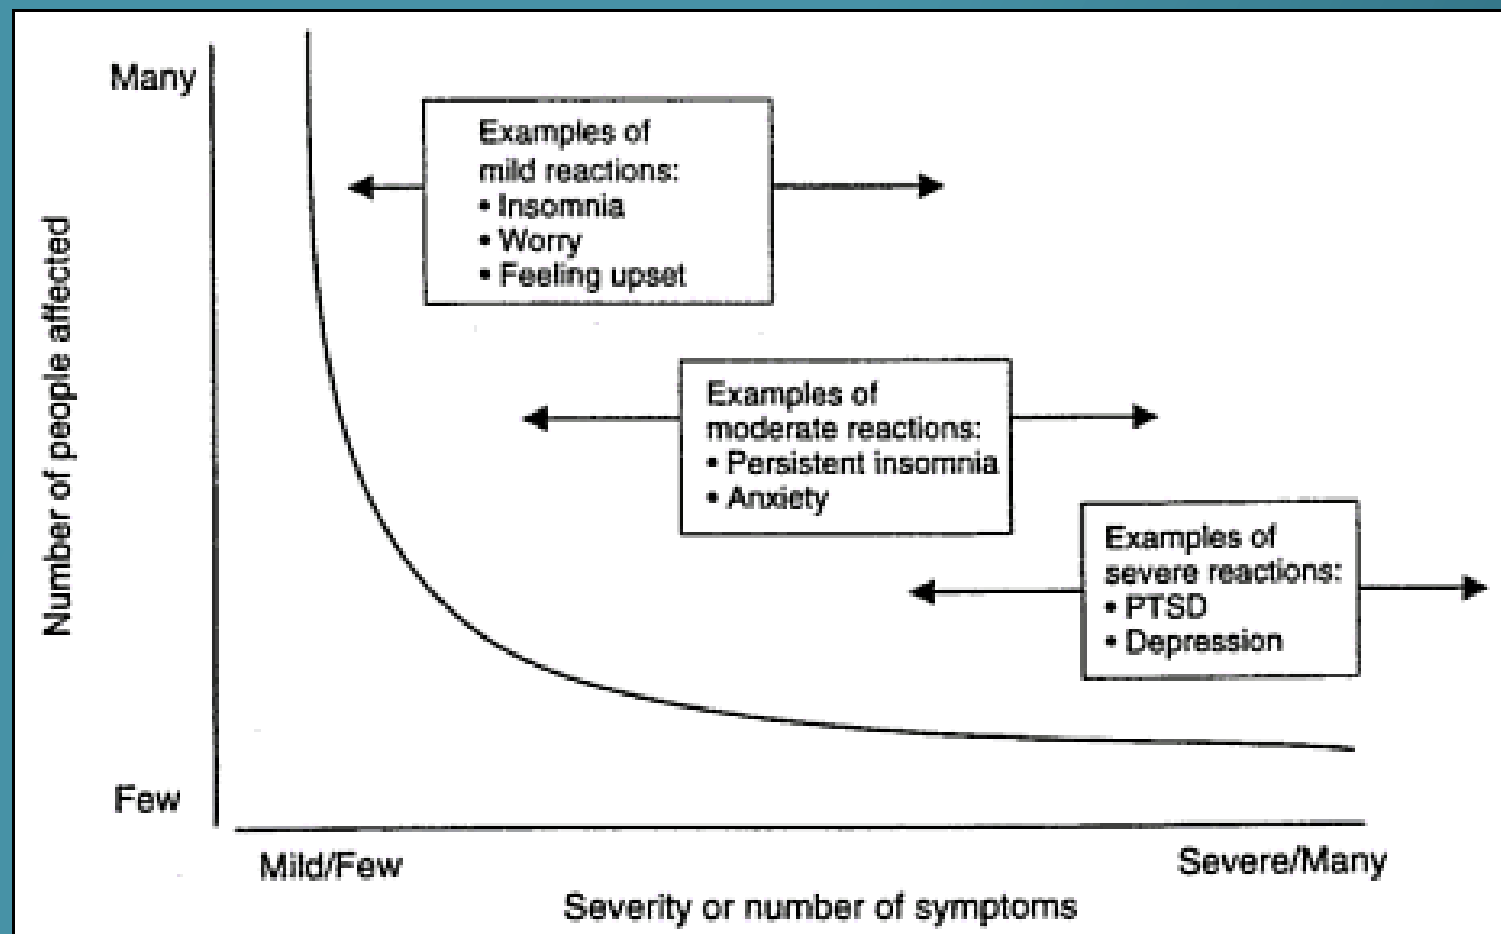 Many
Number of people affected
Few
Examples of
mild reactions:
• Insomnia
• Worry
• Feeling upset
Examples of
moderate reactions:
• Persistent insomnia
• Anxiety
Examples of
severe reactions:
• PTSD
• Depression
Mild/Few
Severe/Many
Severity or number of symptoms